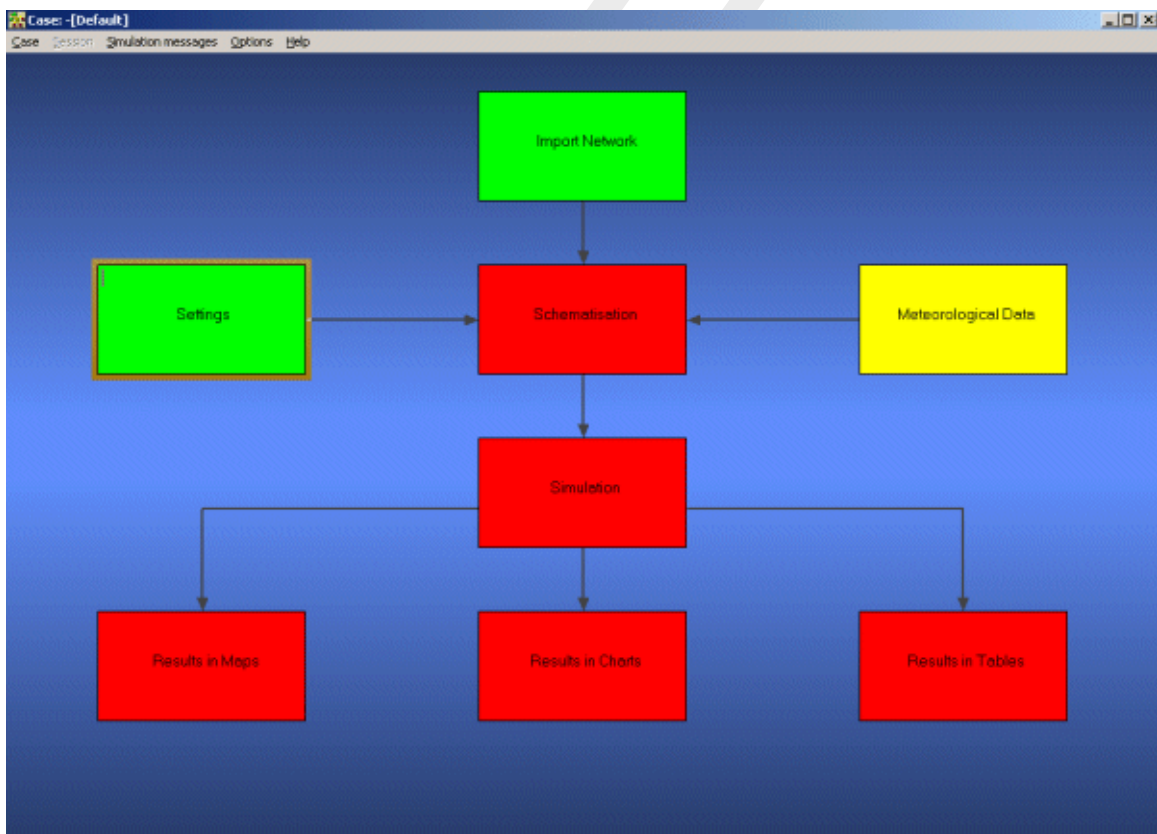 Case: -[Default]
Case Session Simulation messages Options Help
Import Network
Settings
Schematisation
Meteorological Data
Simulation
Results in Maps
Results in Charts
Results in Tables